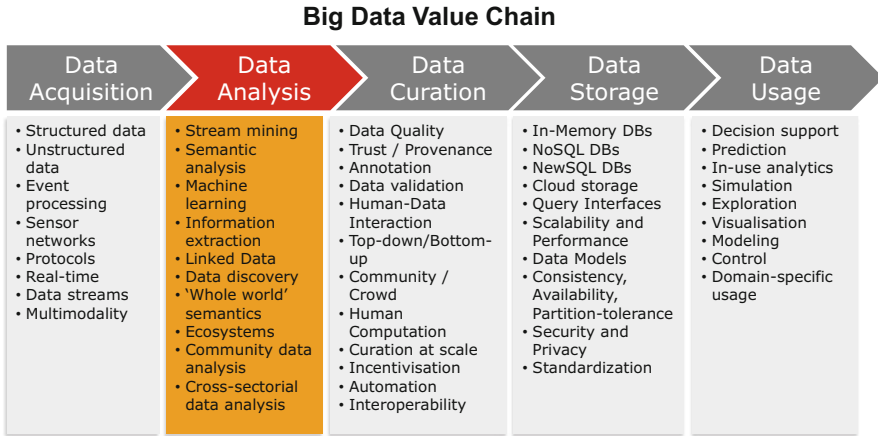 Big Data Value Chain
Data
Acquisition
• Structured data
• Unstructured
data
• Event
processing
• Sensor
networks
• Protocols
• Real-time
• Data streams
• Multimodality
Data
Analysis
• Stream mining
• Semantic
analysis
• Machine
learning
• Information
extraction
• Linked Data
• Data discovery
• ‘Whole world’
semantics
• Ecosystems
• Community data
analysis
• Cross-sectorial
data analysis
Data
Curation
• Data Quality
• Trust / Provenance
• Annotation
• Data validation
• Human-Data
Interaction
• Top-down/Bottom-
up
• Community /
Crowd
• Human
Computation
• Curation at scale
• Incentivisation
• Automation
• Interoperability
Data
Storage
• In-Memory DBs
• NoSQL DBs
• NewSQL DBs
• Cloud storage
• Query Interfaces
• Scalability and
Performance
• Data Models
• Consistency,
Availability,
Partition-tolerance
• Security and
Privacy
• Standardization
Data
Usage
• Decision support
• Prediction
• In-use analytics
• Simulation
• Exploration
• Visualisation
• Modeling
• Control
• Domain-specific
usage